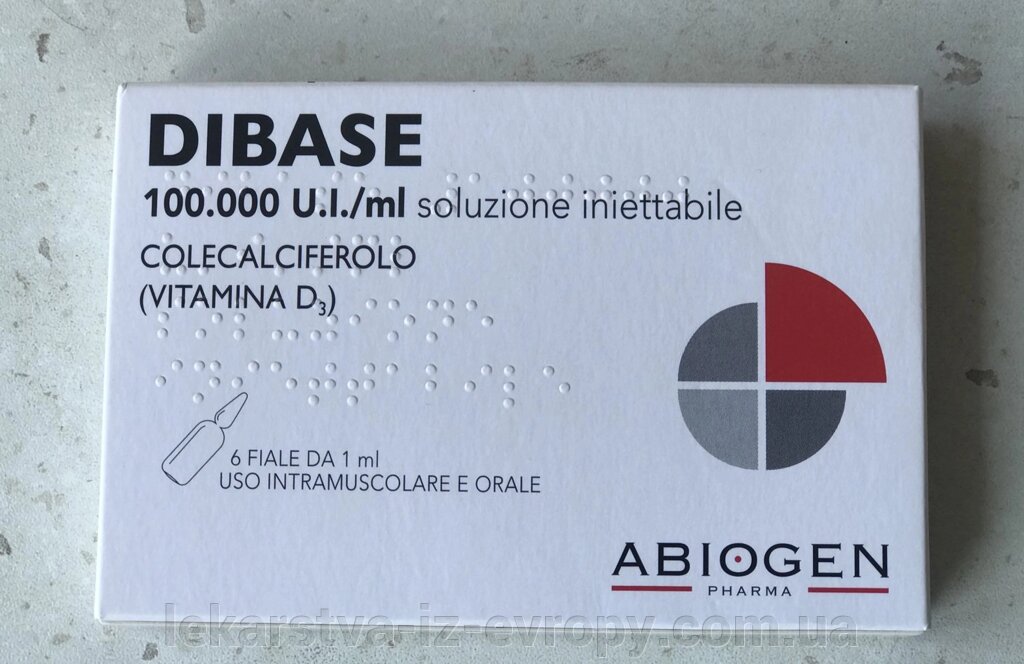 DIBASE
100.000 U.I./ml soluzione iniettabile
COLECALCIFEROLO
(VITAMINA D₃)
6 FIALE DA 1 ml
USO INTRAMUSCOLARE E ORALE
ABIOGEN
PHARMA
lekarstva-iz-evropy.com.ua